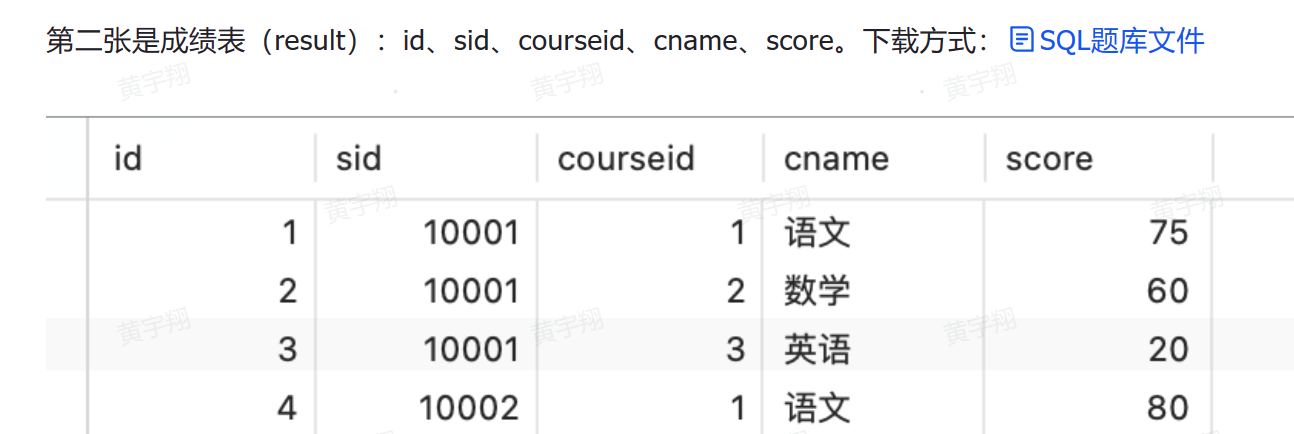 第二张是成绩表（result）：id、sid、courseid、cname、score。下载方式：SQL题库文件
黄宇翔 黄宇翔 黄宇翔
id sid courseid cname score
黄宇翔 黄宇翔 黄宇翔
1 10001 1 语文 75
2 10001 2 数学 60
黄宇翔 黄宇翔 黄宇翔
3 10001 3 英语 20
4 10002 1 语文 80